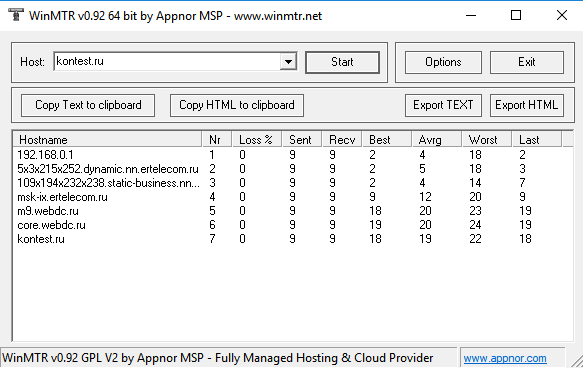 WinMTR v0.92 64 bit by Appnor MSP - www.winmtr.net
Host: kontest.ru Start Options Exit
Copy Text to clipboard Copy HTML to clipboard Export TEXT Export HTML
Hostname Nr Loss % Sent Recv Best Avrg Worst Last
192.168.0.1 1 0 9 9 2 4 18 2
5x3x215x252.dynamic.nn.ertelecom.ru 2 0 9 9 2 5 18 3
109x194x232x238.static-business.nn... 3 0 9 9 2 4 14 7
msk-ix.ertelecom.ru 4 0 9 9 9 12 20 9
m9.webdc.ru 5 0 9 9 18 20 23 19
core.webdc.ru 6 0 9 9 19 20 24 19
kontest.ru 7 0 9 9 18 19 22 18
WinMTR v0.92 GPL V2 by Appnor MSP - Fully Managed Hosting & Cloud Provider www.appnor.com